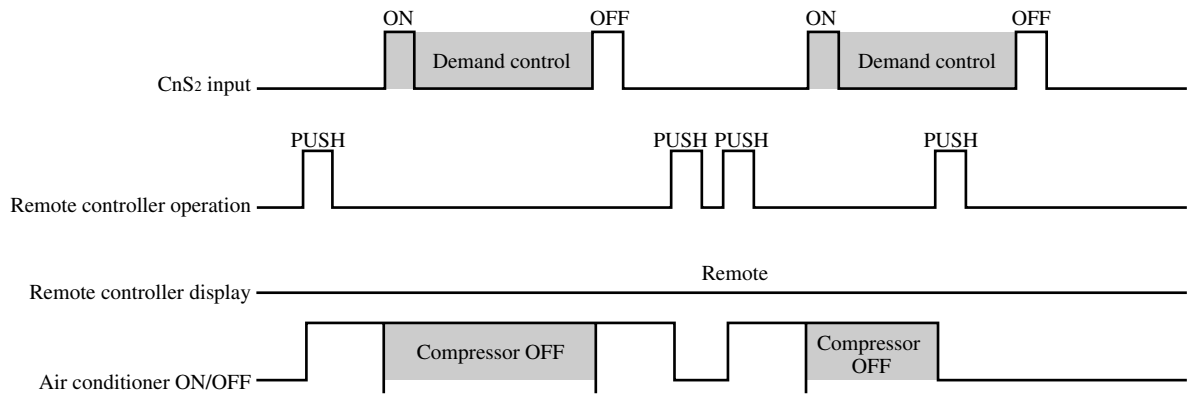 ON OFF ON OFF
Demand control Demand control
CnS2 input
PUSH PUSH PUSH PUSH
Remote controller operation
Remote
Remote controller display
Compressor OFF
Compressor
OFF
Air conditioner ON/OFF